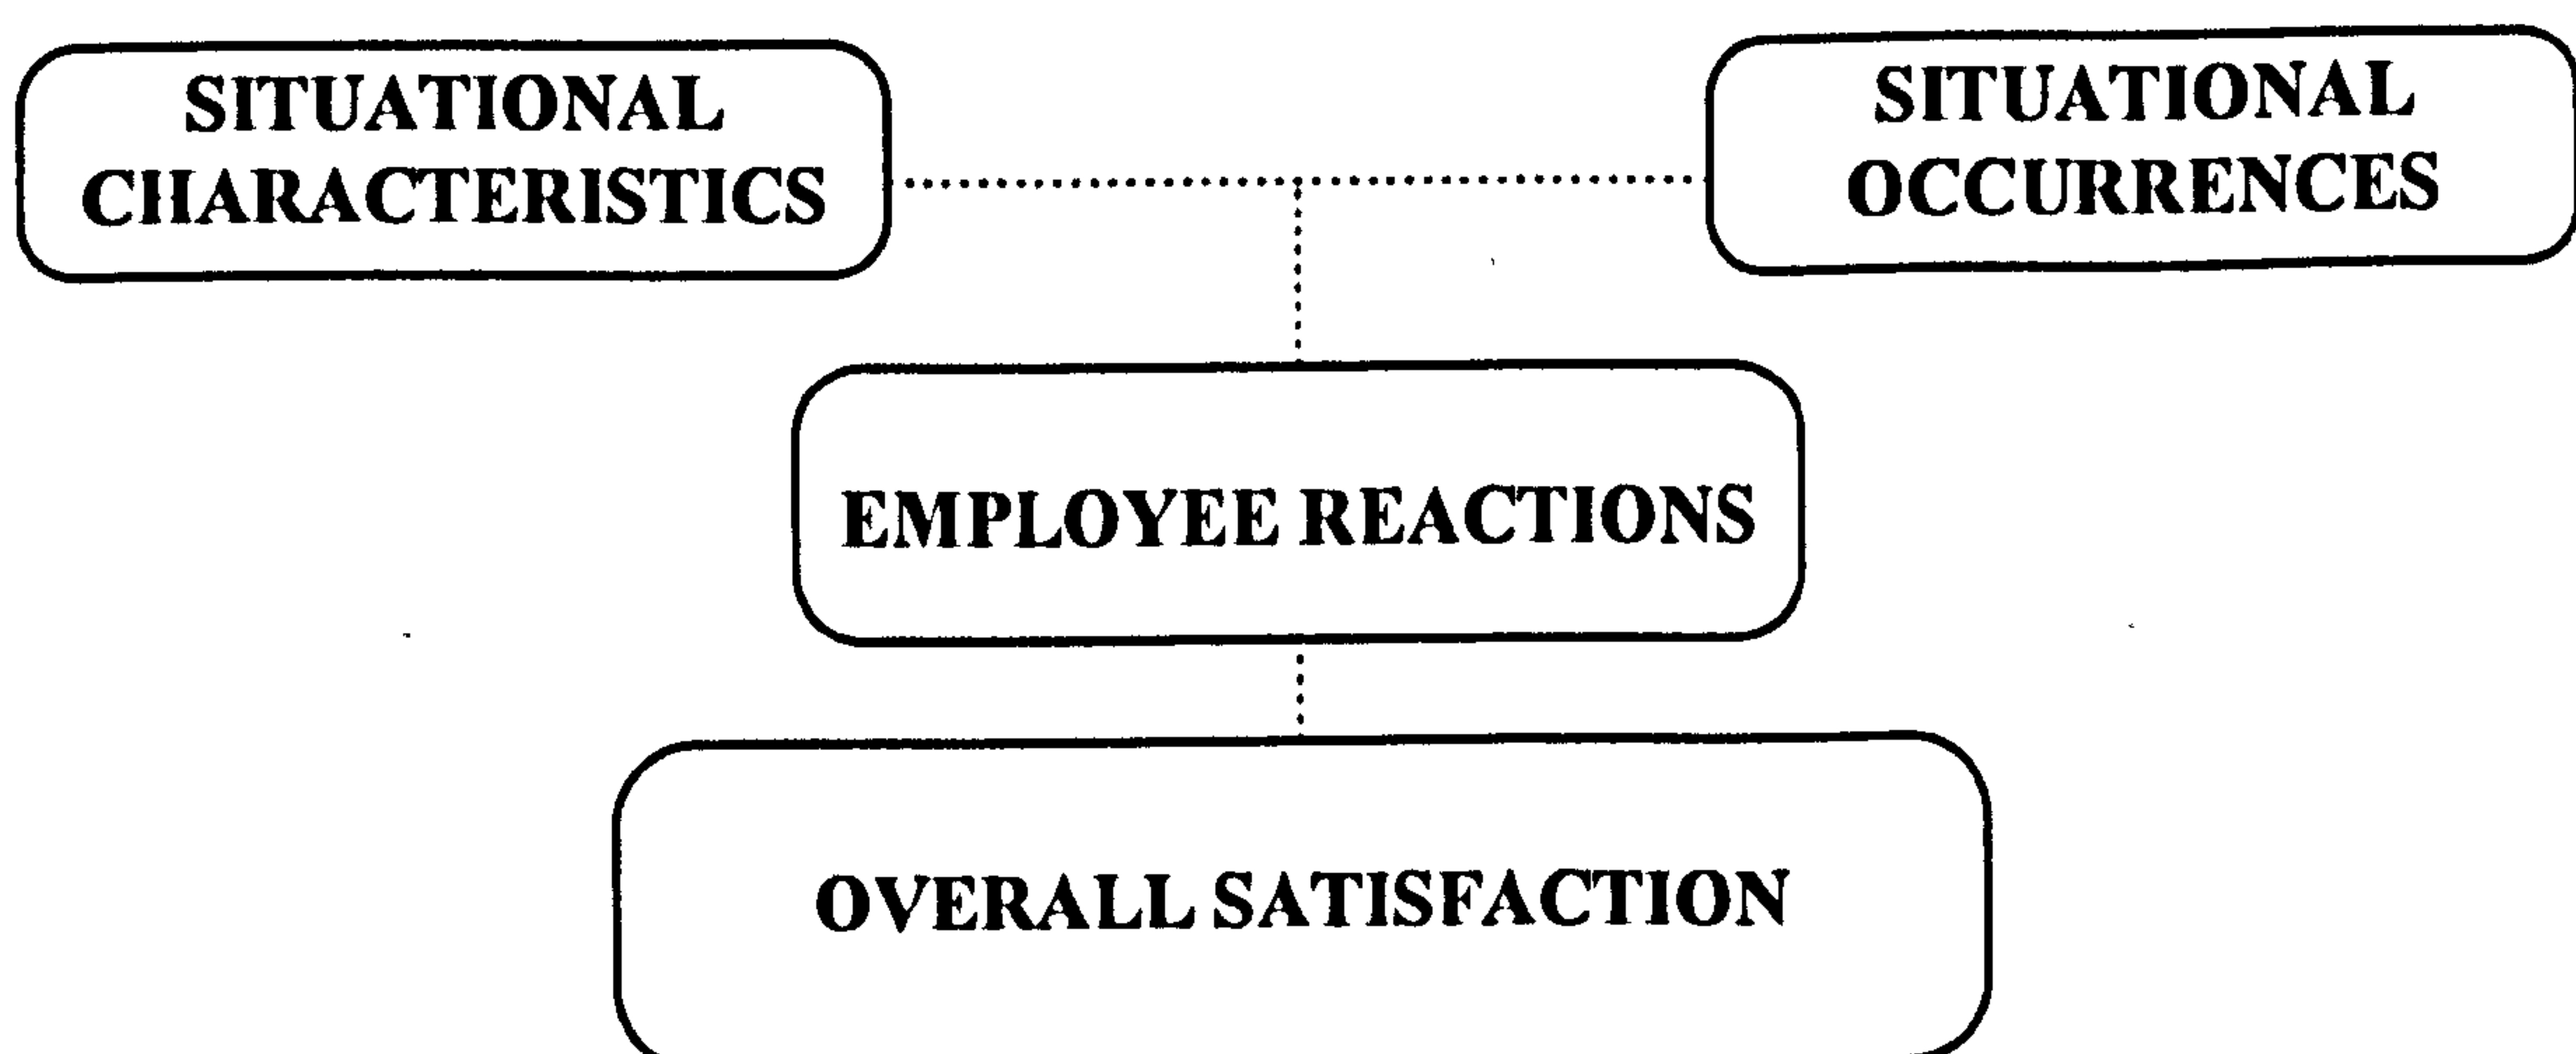 SITUATIONAL
CHARACTERISTICS
SITUATIONAL
OCCURRENCES
EMPLOYEE REACTIONS
OVERALL SATISFACTION